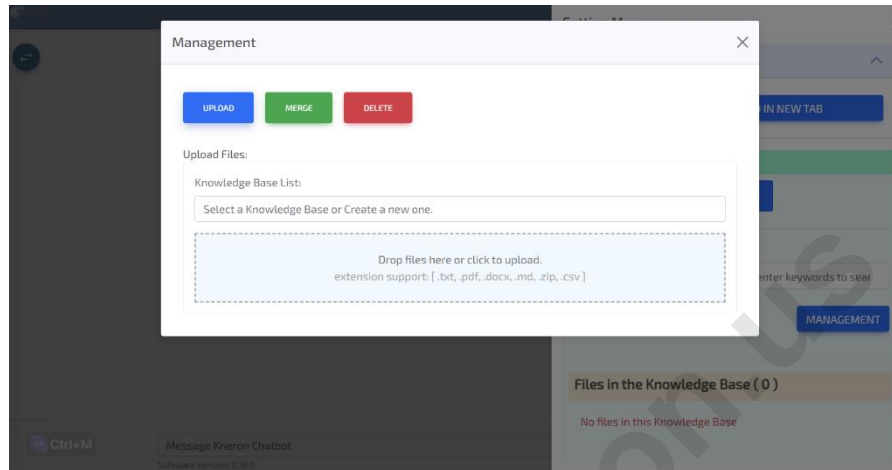 Management
UPLOAD
MERGE
DELETE
Upload Files:
Knowledge Base List:
Select a Knowledge Base or Create a new one.
Drop files here or click to upload.
extension support: [ .txt, .pdf, .docx, .md, .zip, .csv ]
IN NEW TAB
enter keywords to sear
MANAGEMENT
Files in the Knowledge Base ( 0 )
No files in this Knowledge Base
Ctrl+M
Message Kneron Chatbot